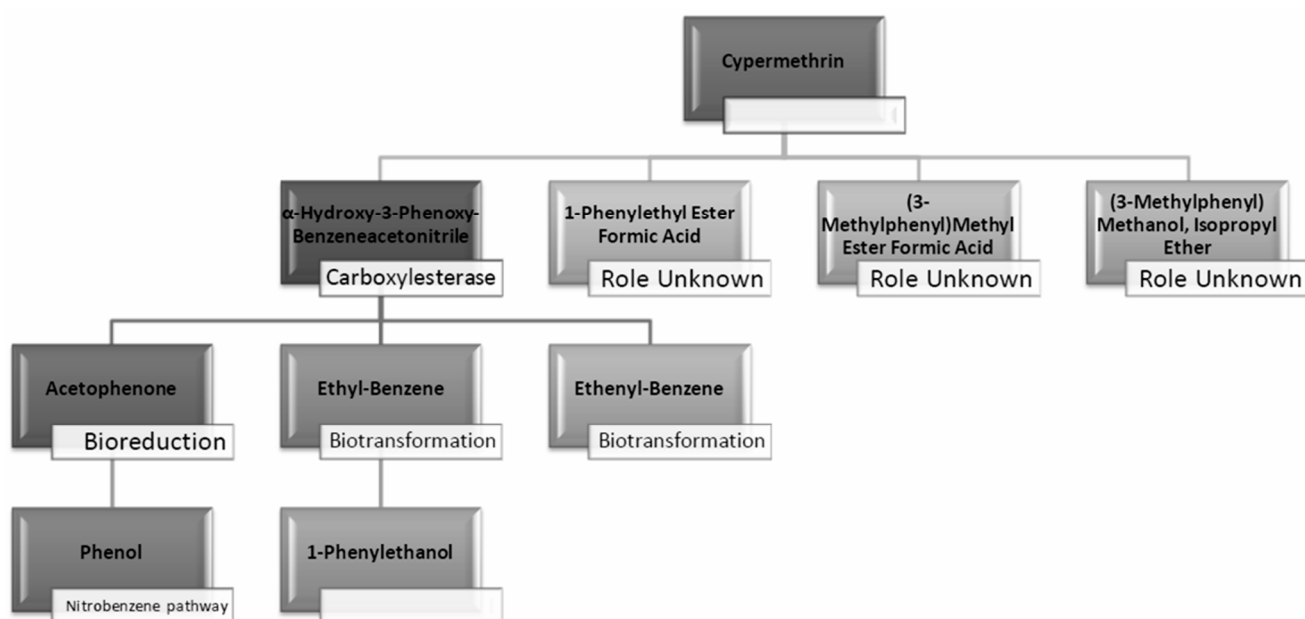 Cypermethrin
α-Hydroxy-3-Phenoxy-
Benzeneacetonitrile
Carboxylesterase
1-Phenylethyl Ester
Formic Acid
Role Unknown
(3-
Methylphenyl)Methyl
Ester Formic Acid
Role Unknown
(3-Methylphenyl)
Methanol, Isopropyl
Ether
Role Unknown
Acetophenone
Bioreduction
Ethyl-Benzene
Biotransformation
Ethenyl-Benzene
Biotransformation
Phenol
Nitrobenzene pathway
1-Phenylethanol